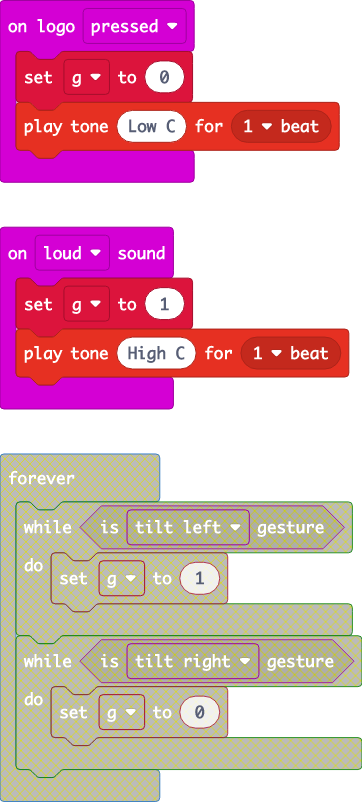 on logo pressed
set g to 0
play tone Low C for 1 beat
on loud sound
set g to 1
play tone High C for 1 beat
forever
while is tilt left gesture
do
set g to 1
while is tilt right gesture
do
set g to 0